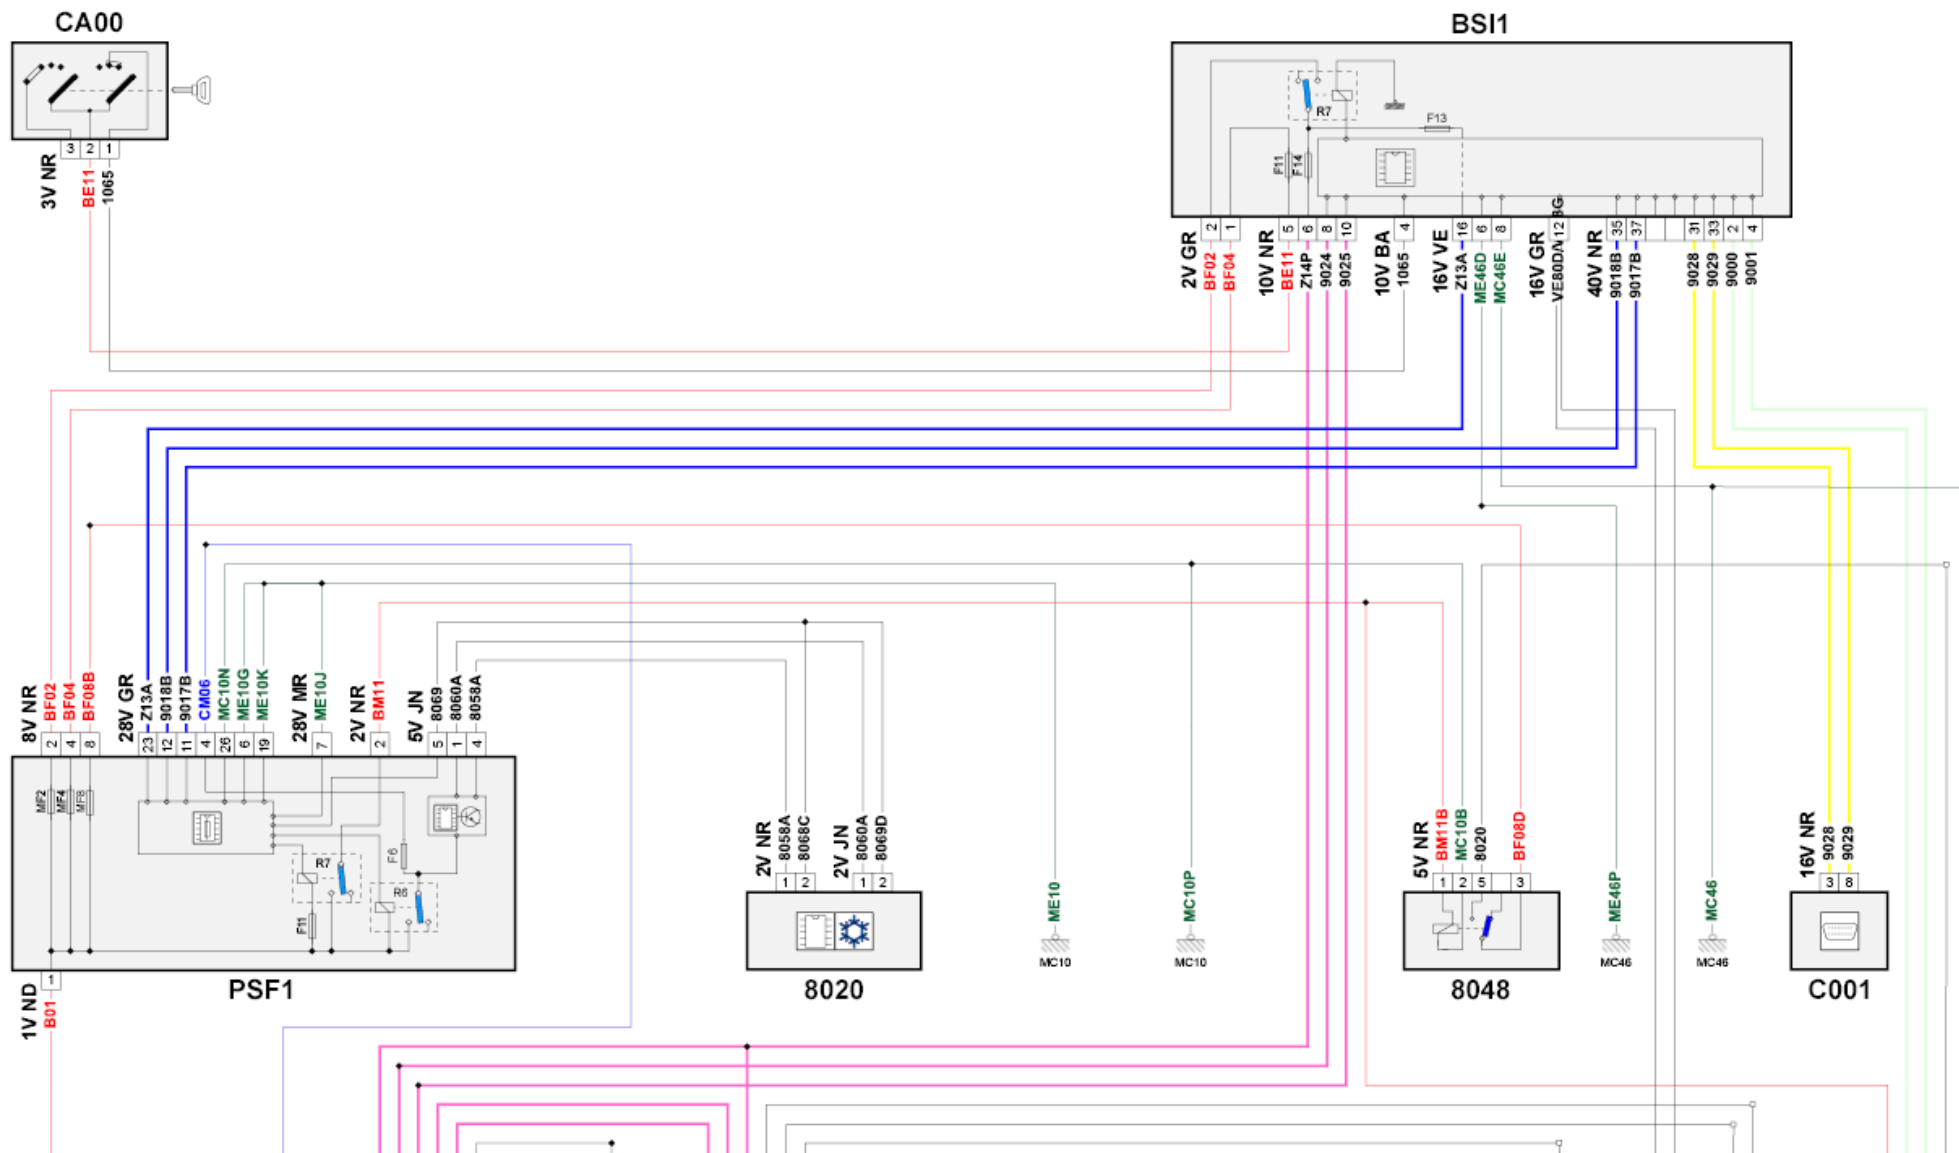 CA00
BSI1
R7
F13
F11
F14
3 2 1
3V NR
BE11
1065
2 1 5 6 8 10 4 16 6 8 12 35 37 31 33 2 4
8G
2V GR
BF02
BF04
10V NR
BE11
Z14P
9024
9025
10V BA
1065
16V VE
Z13A
ME46D
MC46E
16V GR
VE80DA
40V NR
9018B
9017B
9028
9029
9000
9001
8V NR
BF02
BF04
BF08B
28V GR
Z13A
9018B
9017B
CM06
MC10N
ME10G
ME10K
28V MR
ME10J
2V NR
BM11
5V JN
8069
8060A
8058A
2 4 8 23 12 11 4 26 6 19 7 2 5 1 4
MF2
MF4
MF8
R7
F6
R6
F11
PSF1
1
1V ND
B01
2V NR
8058A
8068C
2V JN
8060A
8069D
1 2 1 2
8020
ME10
MC10
MC10P
MC10
5V NR
BM11B
MC10B
8020
BF08D
1 2 5 3
8048
ME46P
MC46
MC46
MC46
16V NR
9028
9029
3 8
C001